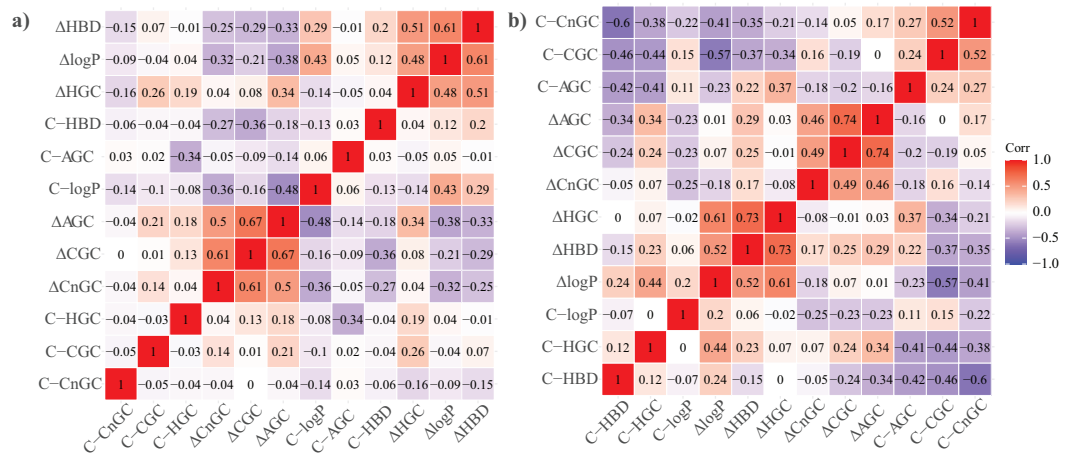 a)
ΔHBD −0.15 0.07 −0.01 −0.25 −0.29 −0.33 0.29 −0.01 0.2 0.51 0.61 1
ΔlogP −0.09 −0.04 0.04 −0.32 −0.21 −0.38 0.43 0.05 0.12 0.48 1 0.61
ΔHGC −0.16 0.26 0.19 0.04 0.08 0.34 −0.14 −0.05 0.04 1 0.48 0.51
C−HBD −0.06 −0.04 −0.04 −0.27 −0.36 −0.18 −0.13 0.03 1 0.04 0.12 0.2
C−AGC 0.03 0.02 −0.34 −0.05 −0.09 −0.14 0.06 1 0.03 −0.05 0.05 −0.01
C−logP −0.14 −0.1 −0.08 −0.36 −0.16 −0.48 1 0.06 −0.13 −0.14 0.43 0.29
ΔAGC −0.04 0.21 0.18 0.5 0.67 1 −0.48 −0.14 −0.18 0.34 −0.38 −0.33
ΔCGC 0 0.01 0.13 0.61 1 0.67 −0.16 −0.09 −0.36 0.08 −0.21 −0.29
ΔCnGC −0.04 0.14 0.04 1 0.61 0.5 −0.36 −0.05 −0.27 0.04 −0.32 −0.25
C−HGC −0.04 −0.03 1 0.04 0.13 0.18 −0.08 −0.34 −0.04 0.19 0.04 −0.01
C−CGC −0.05 1 −0.03 0.14 0.01 0.21 −0.1 0.02 −0.04 0.26 −0.04 0.07
C−CnGC 1 −0.05 −0.04 −0.04 0 −0.04 −0.14 0.03 −0.06 −0.16 −0.09 −0.15
C−CnGC C−CGC C−HGC ΔCnGC ΔCGC ΔAGC C−logP C−AGC C−HBD ΔHGC ΔlogP ΔHBD
b)
C−CnGC −0.6 −0.38 −0.22 −0.41 −0.35 −0.21 −0.14 0.05 0.17 0.27 0.52 1
C−CGC −0.46 −0.44 0.15 −0.57 −0.37 −0.34 0.16 −0.19 0 0.24 1 0.52
C−AGC −0.42 −0.41 0.11 −0.23 0.22 0.37 −0.18 −0.2 −0.16 1 0.24 0.27
ΔAGC −0.34 0.34 −0.23 0.01 0.29 0.03 0.46 0.74 1 −0.16 0 0.17
ΔCGC −0.24 0.24 −0.23 0.07 0.25 −0.01 0.49 1 0.74 −0.2 −0.19 0.05
ΔCnGC −0.05 0.07 −0.25 −0.18 0.17 −0.08 1 0.49 0.46 −0.18 0.16 −0.14
ΔHGC 0 0.07 −0.02 0.61 0.73 1 −0.08 −0.01 0.03 0.37 −0.34 −0.21
ΔHBD −0.15 0.23 0.06 0.52 1 0.73 0.17 0.25 0.29 0.22 −0.37 −0.35
ΔlogP 0.24 0.44 0.2 1 0.52 0.61 −0.18 0.07 0.01 −0.23 −0.57 −0.41
C−logP −0.07 0 1 0.2 0.06 −0.02 −0.25 −0.23 −0.23 0.11 0.15 −0.22
C−HGC 0.12 1 0 0.44 0.23 0.07 0.07 0.24 0.34 −0.41 −0.44 −0.38
C−HBD 1 0.12 −0.07 0.24 −0.15 0 −0.05 −0.24 −0.34 −0.42 −0.46 −0.6
C−HBD C−HGC C−logP ΔlogP ΔHBD ΔHGC ΔCnGC ΔCGC ΔAGC C−AGC C−CGC C−CnGC
Corr
1.0
0.5
0.0
−0.5
−1.0